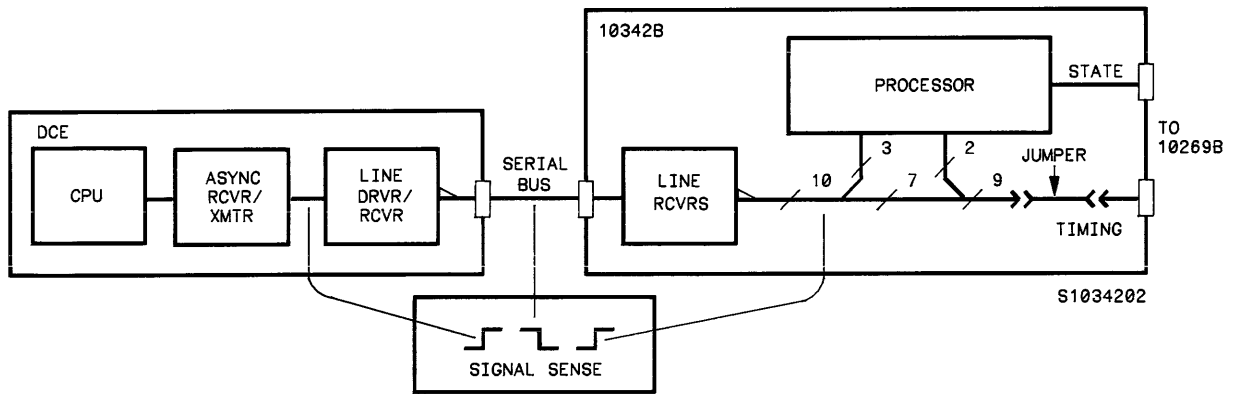 10342B
PROCESSOR
STATE
TO
10269B
DCE
CPU
ASYNC
RCVR/
XMTR
LINE
DRVR/
RCVR
SERIAL
BUS
LINE
RCVRS
10
3
7
2
9
JUMPER
TIMING
S1034202
SIGNAL SENSE